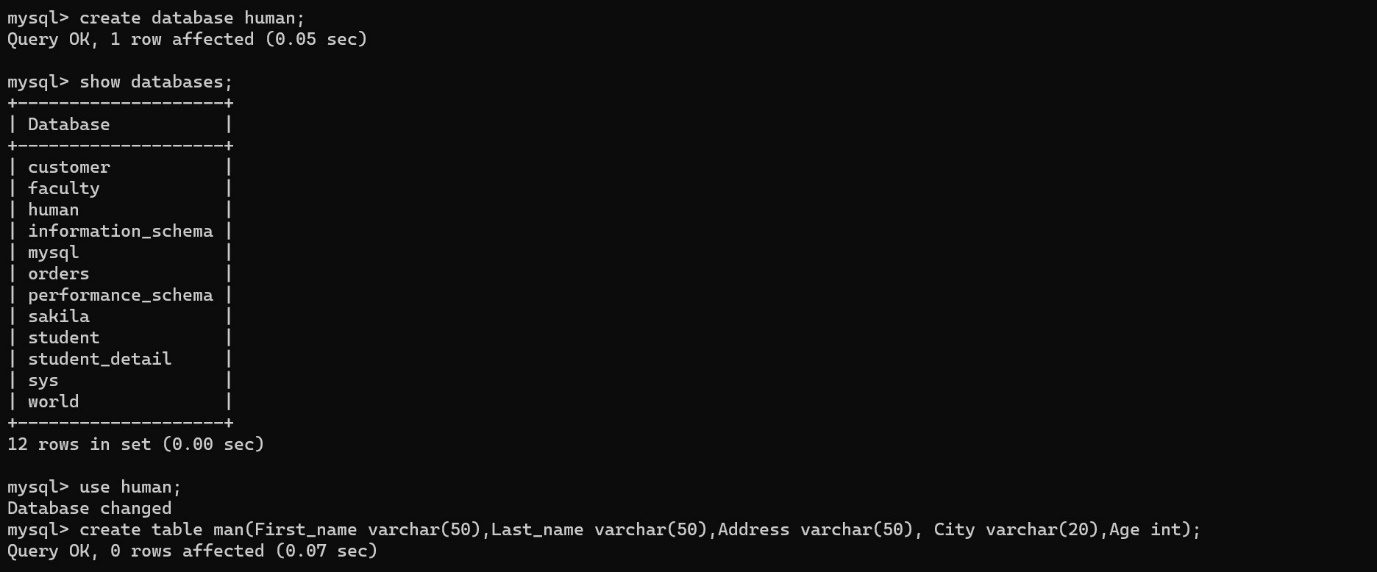 mysql> create database human;
Query OK, 1 row affected (0.05 sec)

mysql> show databases;
+--------------------+
| Database           |
+--------------------+
| customer           |
| faculty            |
| human              |
| information_schema |
| mysql              |
| orders             |
| performance_schema |
| sakila             |
| student            |
| student_detail     |
| sys                |
| world              |
+--------------------+
12 rows in set (0.00 sec)

mysql> use human;
Database changed
mysql> create table man(First_name varchar(50),Last_name varchar(50),Address varchar(50), City varchar(20),Age int);
Query OK, 0 rows affected (0.07 sec)